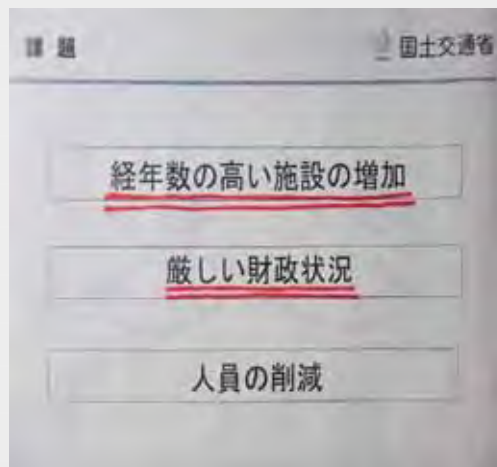 課題
国土交通省
経年数の高い施設の増加
厳しい財政状況
人員の削減